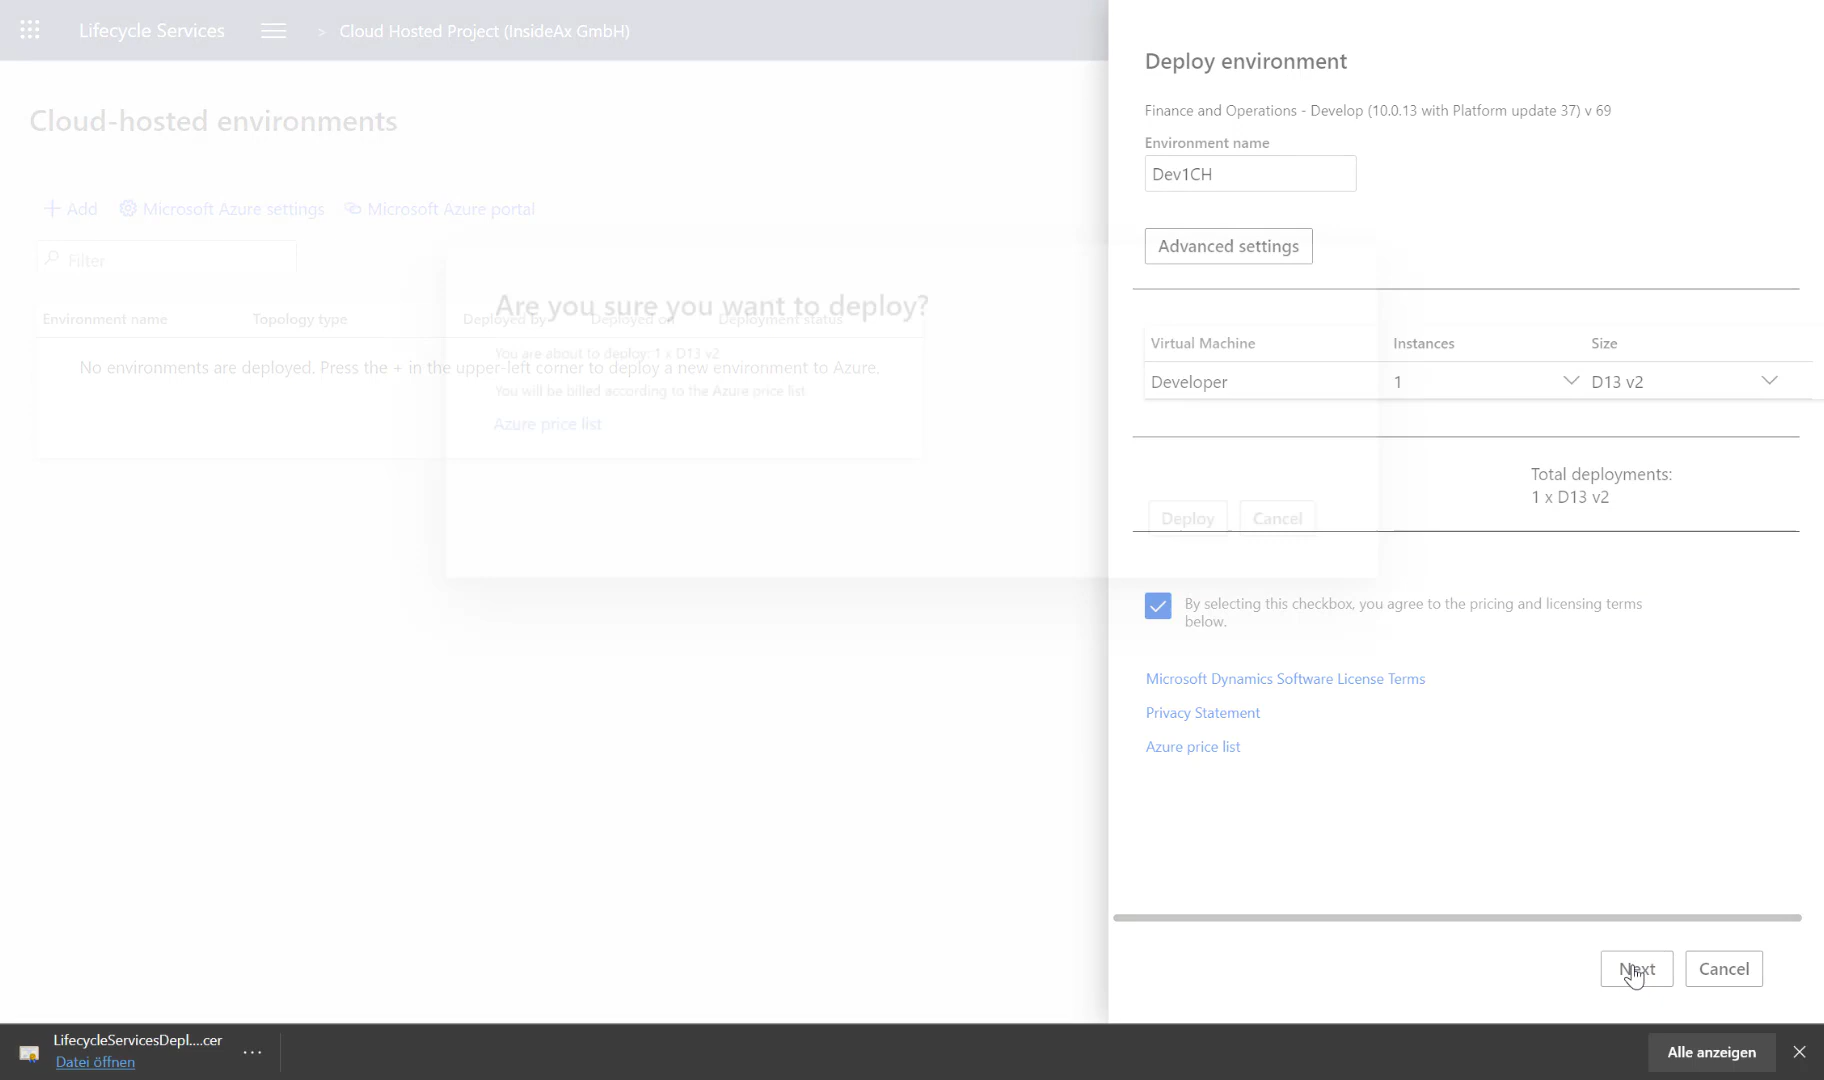 Lifecycle Services
> Cloud Hosted Project (InsideAx GmbH)
Cloud-hosted environments
Add
Microsoft Azure settings
Microsoft Azure portal
Filter
Environment name
Topology type
Deployed by
Deployed on
Deployment status
No environments are deployed. Press the + in the upper-left corner to deploy a new environment to Azure.
Are you sure you want to deploy?
You are about to deploy: 1 x D13 v2
You will be billed according to the Azure price list
Azure price list
Deploy
Cancel
Deploy environment
Finance and Operations - Develop (10.0.13 with Platform update 37) v 69
Environment name
Dev1CH
Advanced settings
Virtual Machine
Instances
Size
Developer
1
D13 v2
Total deployments:
1 x D13 v2
By selecting this checkbox, you agree to the pricing and licensing terms
below.
Microsoft Dynamics Software License Terms
Privacy Statement
Azure price list
Next
Cancel
LifecycleServicesDepl....cer
Datei öffnen
Alle anzeigen